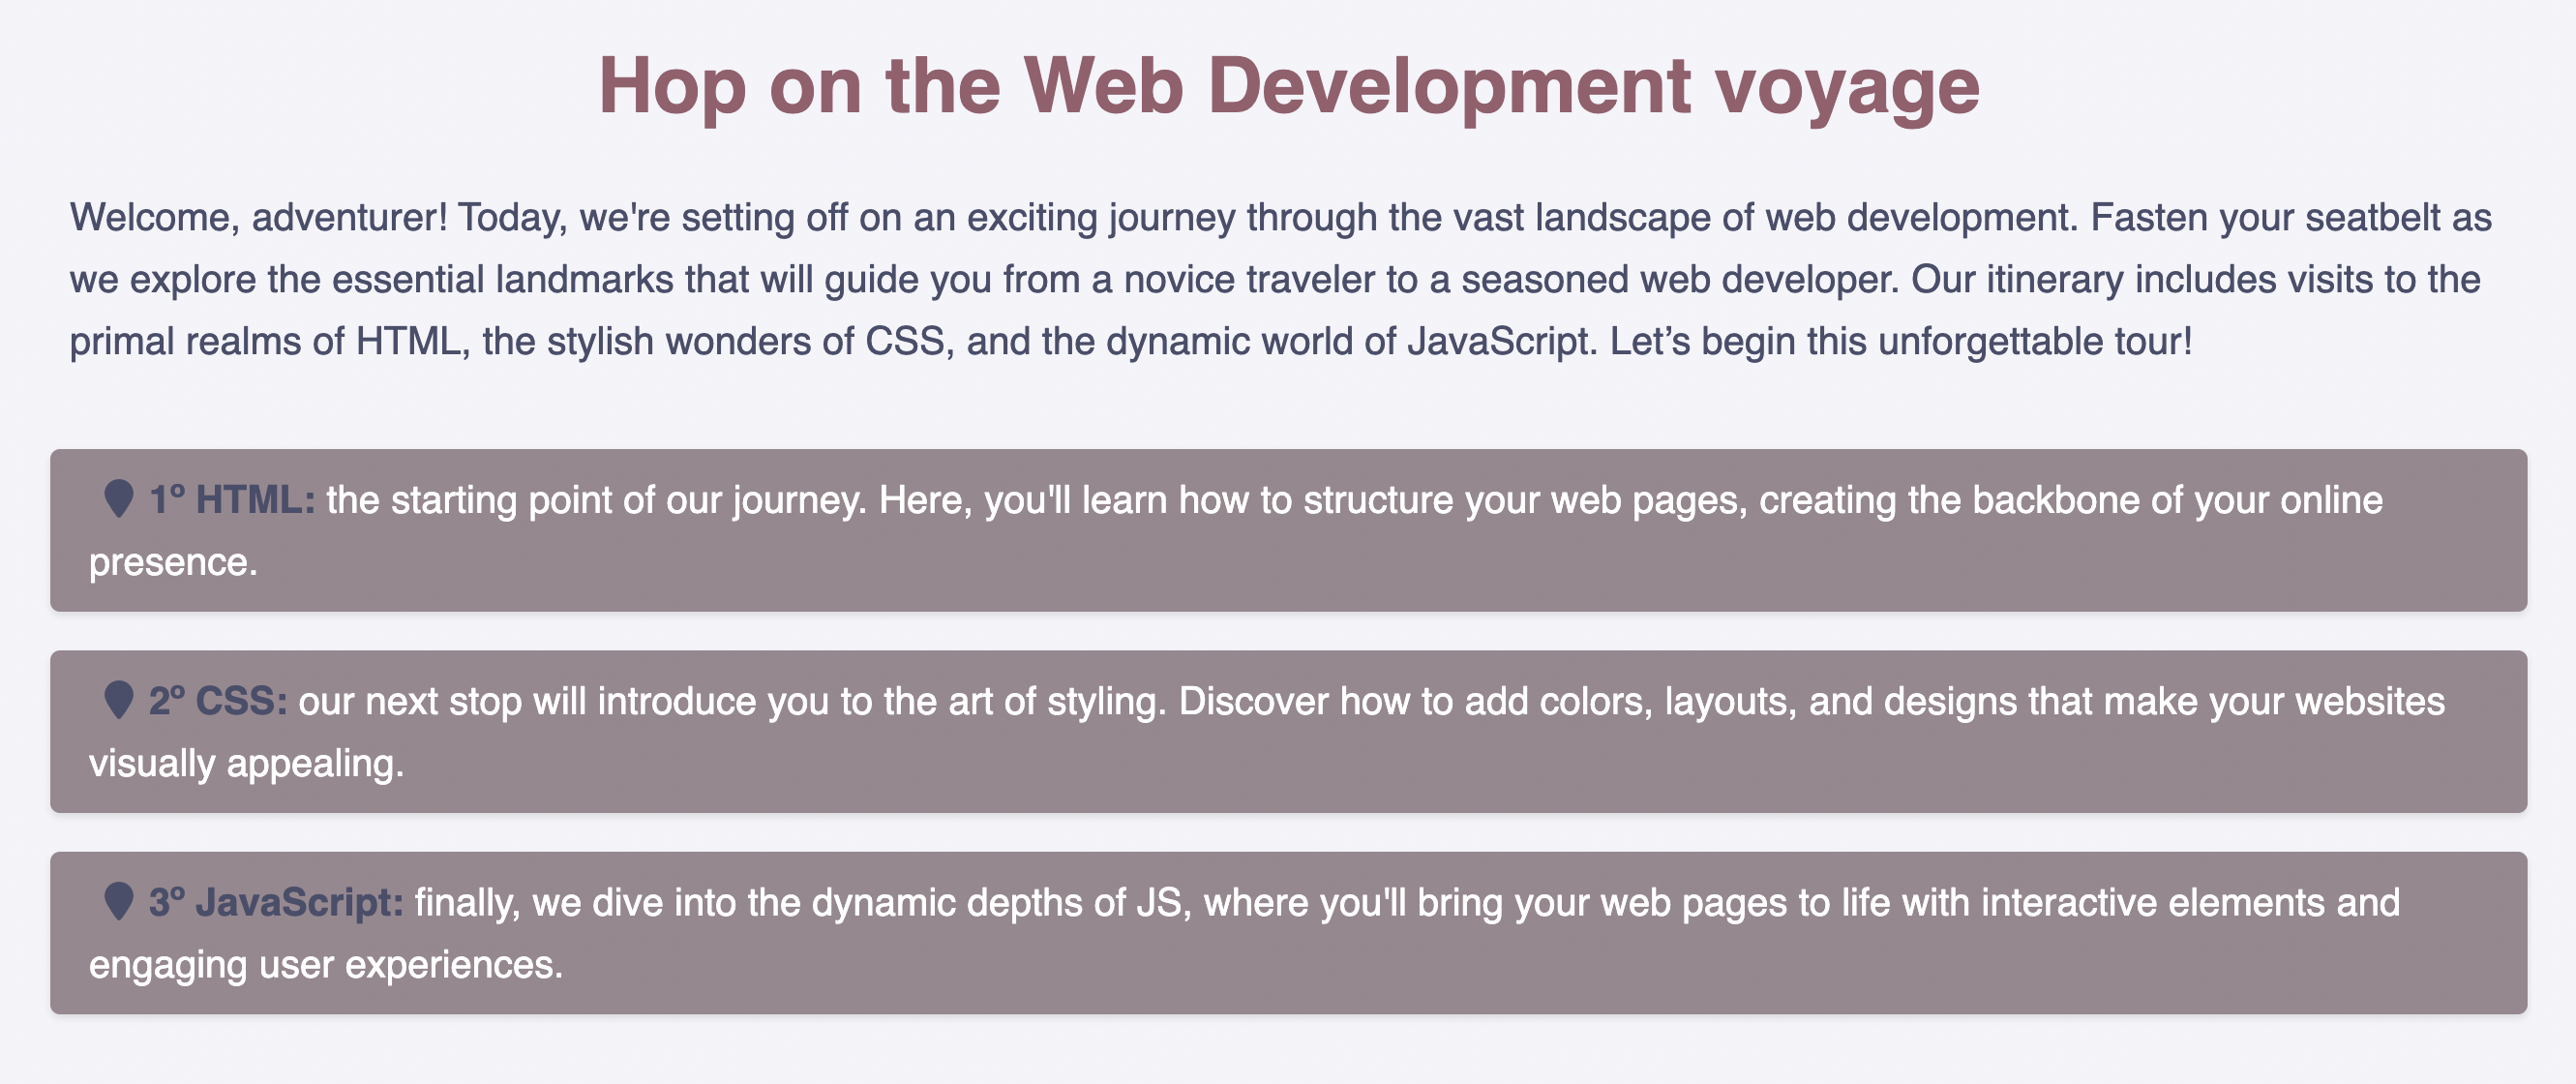 Hop on the Web Development voyage
Welcome, adventurer! Today, we're setting off on an exciting journey through the vast landscape of web development. Fasten your seatbelt as
we explore the essential landmarks that will guide you from a novice traveler to a seasoned web developer. Our itinerary includes visits to the
primal realms of HTML, the stylish wonders of CSS, and the dynamic world of JavaScript. Let’s begin this unforgettable tour!
1º HTML: the starting point of our journey. Here, you'll learn how to structure your web pages, creating the backbone of your online
presence.
2º CSS: our next stop will introduce you to the art of styling. Discover how to add colors, layouts, and designs that make your websites
visually appealing.
3º JavaScript: finally, we dive into the dynamic depths of JS, where you'll bring your web pages to life with interactive elements and
engaging user experiences.